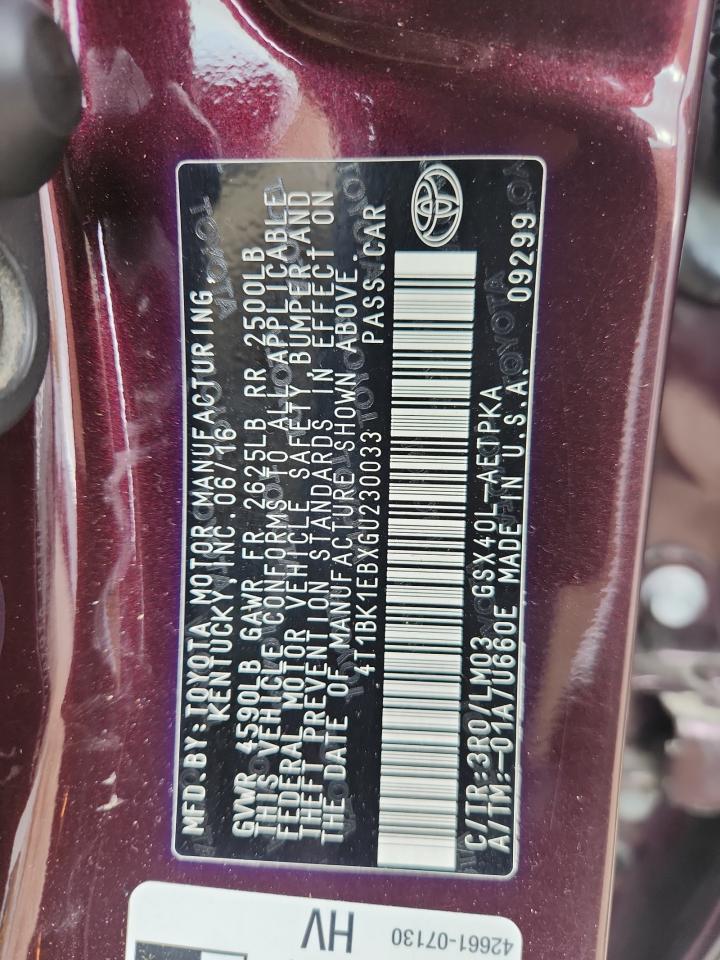 MFD.BY:TOYOTA MOTOR MANUFACTURING,
KENTUCKY,INC. 06/16
GVWR 4590LB GAWR FR 2625LB RR 2500LB
THIS VEHICLE CONFORMS TO ALL APPLICABLE
FEDERAL MOTOR VEHICLE SAFETY BUMPER AND
THEFT PREVENTION STANDARDS IN EFFECT ON
THE DATE OF MANUFACTURE SHOWN ABOVE.
4T1BK1EBXGU230033 PASS.CAR
C/TR:3R0/LM03 GSX40L-AETPKA
A/TM:-01A/U660E MADE IN U.S.A. 09299
HV
42661-07130